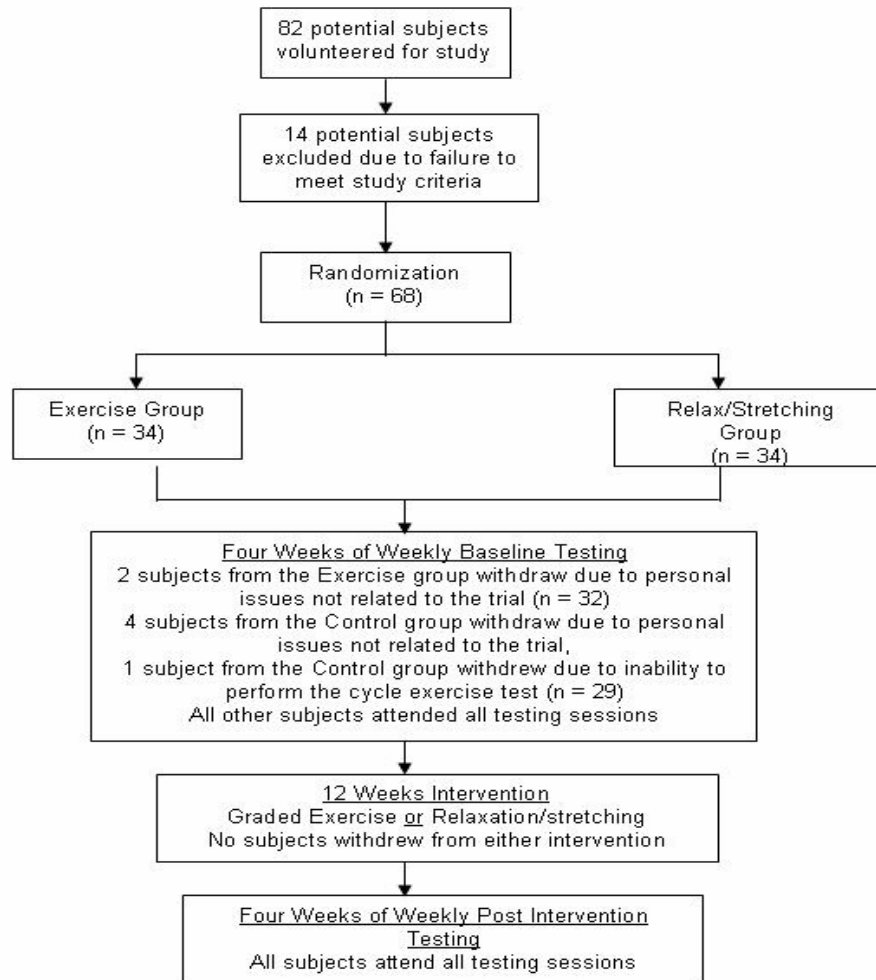 82 potential subjects
volunteered for study
14 potential subjects
excluded due to failure to
meet study criteria
Randomization
(n = 68)
Exercise Group
(n = 34)
Relax/Stretching
Group
(n = 34)
Four Weeks of Weekly Baseline Testing
2 subjects from the Exercise group withdraw due to personal
issues not related to the trial (n = 32)
4 subjects from the Control group withdraw due to personal
issues not related to the trial,
1 subject from the Control group withdrew due to inability to
perform the cycle exercise test (n = 29)
All other subjects attended all testing sessions
12 Weeks Intervention
Graded Exercise or Relaxation/stretching
No subjects withdrew from either intervention
Four Weeks of Weekly Post Intervention
Testing
All subjects attend all testing sessions